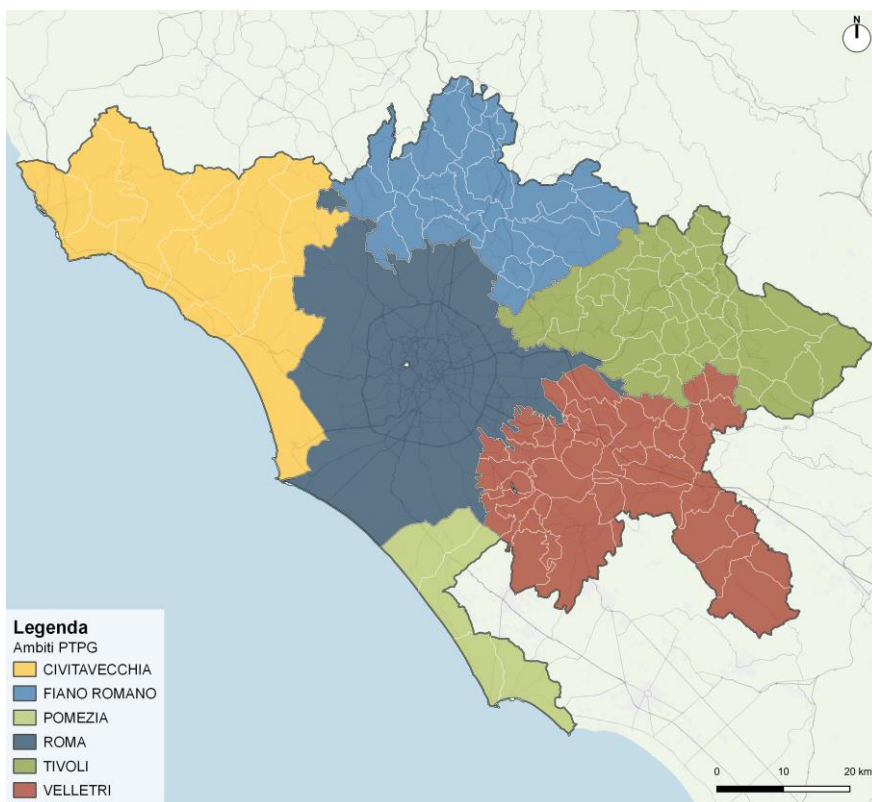 N
Legenda
Ambiti PTPG
CIVITAVECCHIA
FIANO ROMANO
POMEZIA
ROMA
TIVOLI
VELLETRI
0 10 20 km